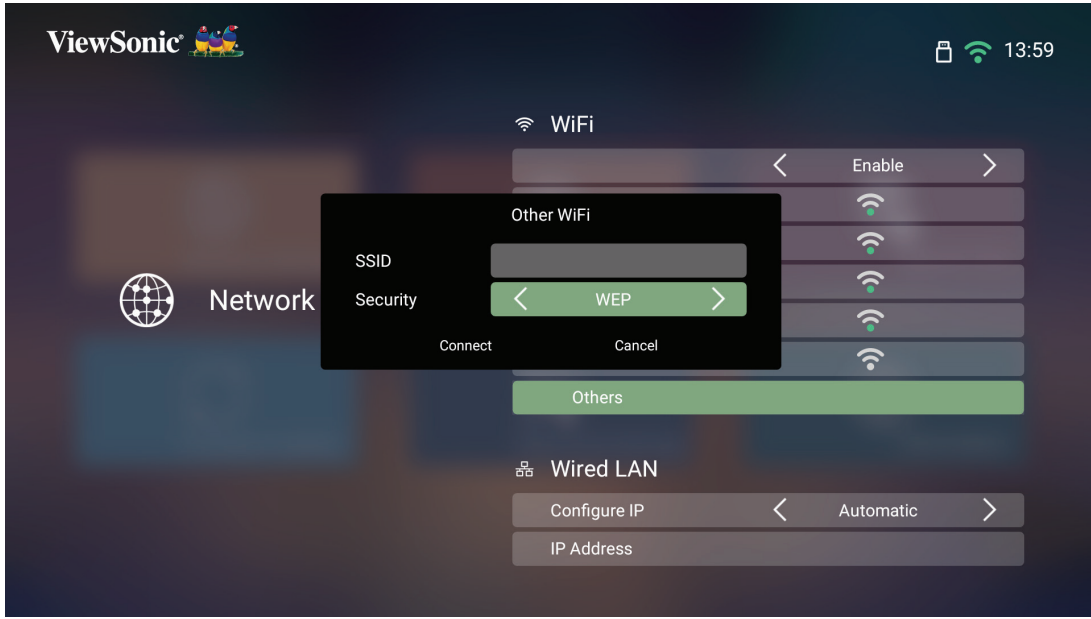 ViewSonic®
13:59
WiFi
Enable
Other WiFi
SSID
Network
Security
WEP
Connect
Cancel
Others
Wired LAN
Configure IP
Automatic
IP Address